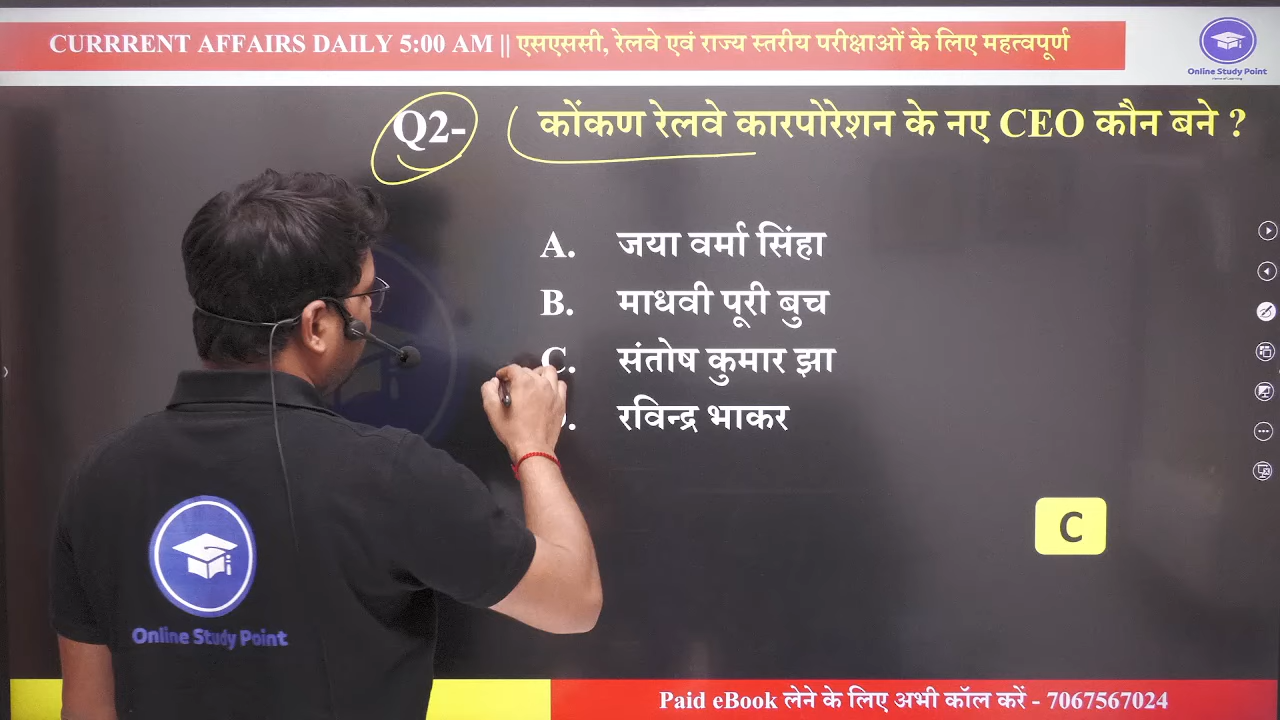 CURRRENT AFFAIRS DAILY 5:00 AM || एसएससी, रेलवे एवं राज्य स्तरीय परीक्षाओं के लिए महत्वपूर्ण
Online Study Point
Q2- कोंकण रेलवे कारपोरेशन के नए CEO कौन बने ?
A. जया वर्मा सिंहा
B. माधवी पूरी बुच
C. संतोष कुमार झा
D. रविन्द्र भाकर
C
Online Study Point
Paid eBook लेने के लिए अभी कॉल करें - 7067567024